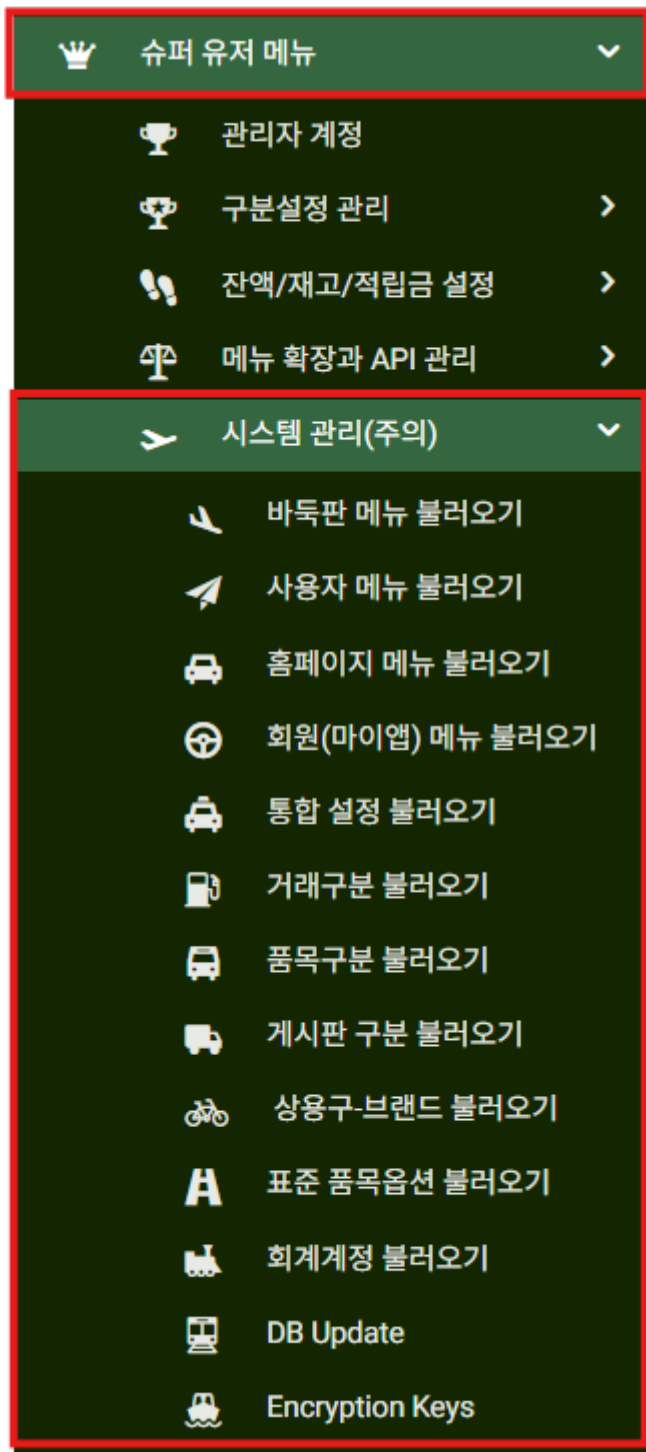 슈퍼 유저 메뉴
관리자 계정
구분설정 관리
잔액/재고/적립금 설정
메뉴 확장과 API 관리
시스템 관리(주의)
바둑판 메뉴 불러오기
사용자 메뉴 불러오기
홈페이지 메뉴 불러오기
회원(마이앱) 메뉴 불러오기
통합 설정 불러오기
거래구분 불러오기
품목구분 불러오기
게시판 구분 불러오기
상용구-브랜드 불러오기
표준 품목옵션 불러오기
회계계정 불러오기
DB Update
Encryption Keys